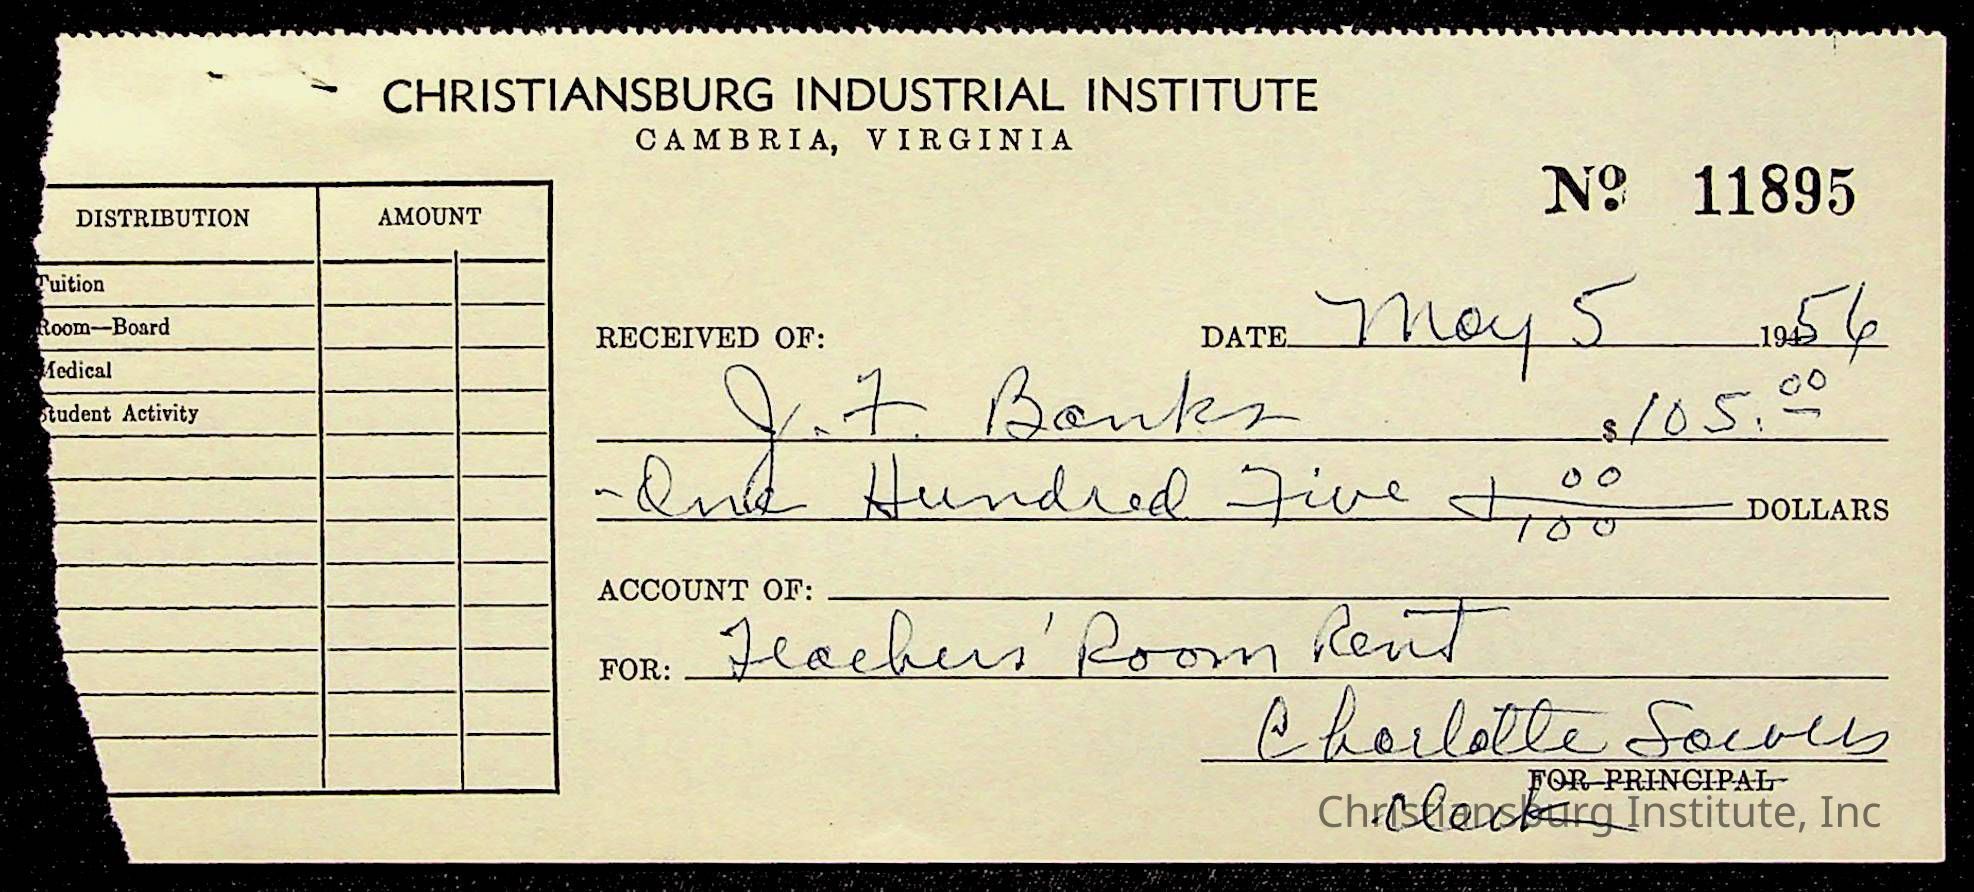 CHRISTIANSBURG INDUSTRIAL INSTITUTE
CAMBRIA, VIRGINIA
Nº 11895
DISTRIBUTION AMOUNT
Tuition
Room—Board
Medical
Student Activity
RECEIVED OF: DATE May 5 1956
J. F. Banks $105.00
One Hundred Five + 00/100 DOLLARS
ACCOUNT OF:
FOR: Teachers' Room Rent
Charlotte Sowers
FOR PRINCIPAL
Clerk
Christiansburg Institute, Inc